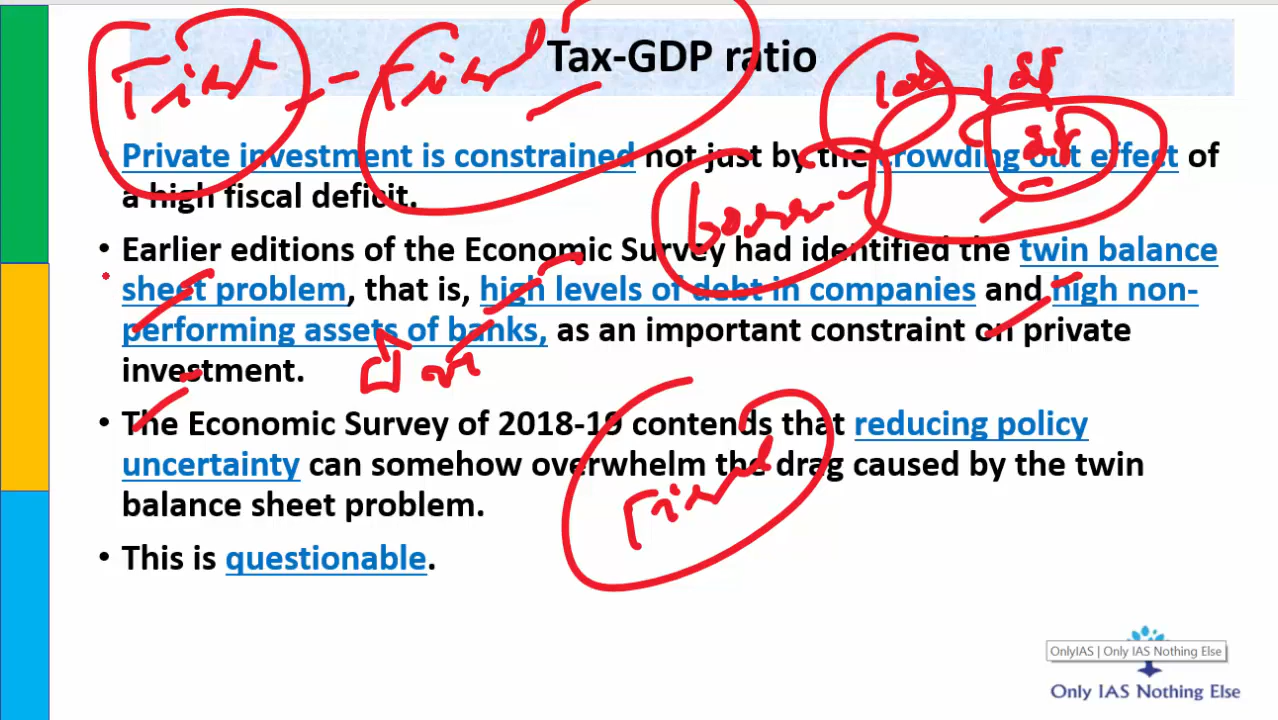 Tax-GDP ratio
100 128
28
• Private investment is constrained not just by the crowding out effect of
a high fiscal deficit.
• Earlier editions of the Economic Survey had identified the twin balance
sheet problem, that is, high levels of debt in companies and high non-
performing assets of banks, as an important constraint on private
investment.
• The Economic Survey of 2018-19 contends that reducing policy
uncertainty can somehow overwhelm the drag caused by the twin
balance sheet problem.
• This is questionable.
OnlyIAS | Only IAS Nothing Else
Only IAS Nothing Else